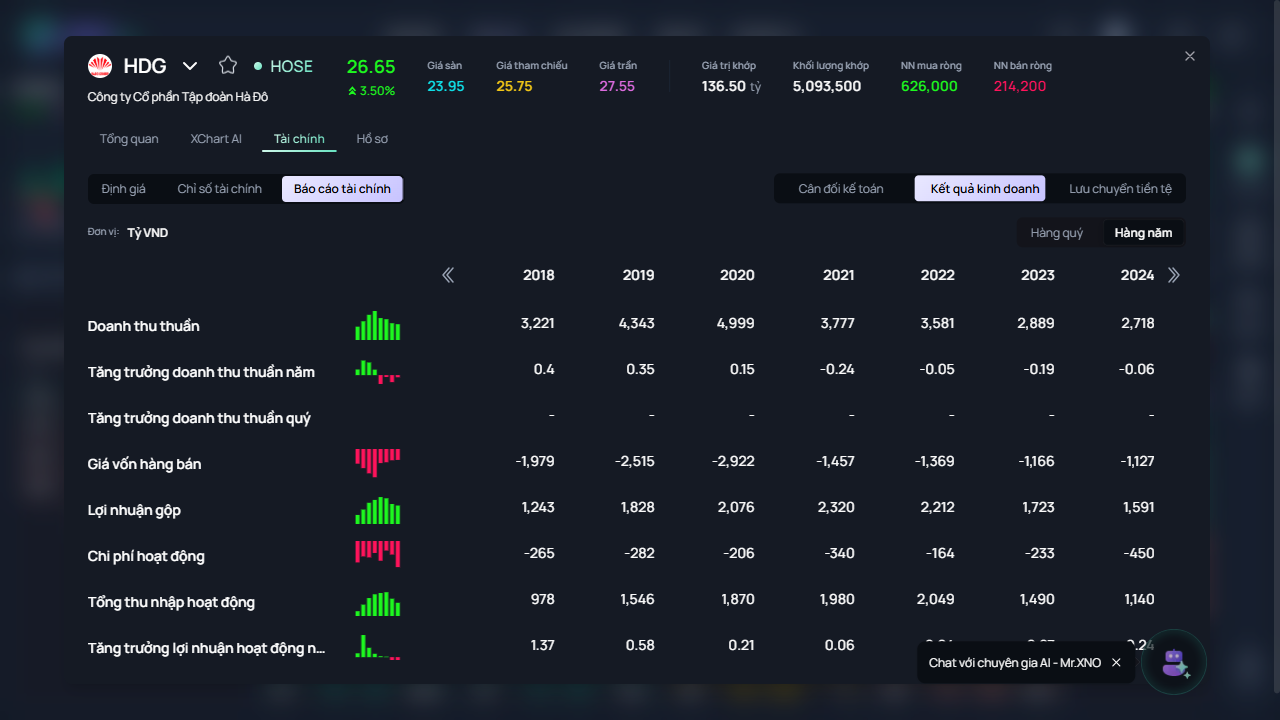 HDG
HOSE
26.65
3.50%
Công ty Cổ phần Tập đoàn Hà Đô
Giá sàn
23.95
Giá tham chiếu
25.75
Giá trần
27.55
Giá trị khớp
136.50 tỷ
Khối lượng khớp
5,093,500
NN mua ròng
626,000
NN bán ròng
214,200
Tổng quan XChart AI Tài chính Hồ sơ
Định giá Chỉ số tài chính Báo cáo tài chính
Cân đối kế toán Kết quả kinh doanh Lưu chuyển tiền tệ
Đơn vị: Tỷ VND
Hàng quý Hàng năm
2018 2019 2020 2021 2022 2023 2024
Doanh thu thuần 3,221 4,343 4,999 3,777 3,581 2,889 2,718
Tăng trưởng doanh thu thuần năm 0.4 0.35 0.15 -0.24 -0.05 -0.19 -0.06
Tăng trưởng doanh thu thuần quý - - - - - - -
Giá vốn hàng bán -1,979 -2,515 -2,922 -1,457 -1,369 -1,166 -1,127
Lợi nhuận gộp 1,243 1,828 2,076 2,320 2,212 1,723 1,591
Chi phí hoạt động -265 -282 -206 -340 -164 -233 -450
Tổng thu nhập hoạt động 978 1,546 1,870 1,980 2,049 1,490 1,140
Tăng trưởng lợi nhuận hoạt động n... 1.37 0.58 0.21 0.06
Chat với chuyên gia AI - Mr.XNO